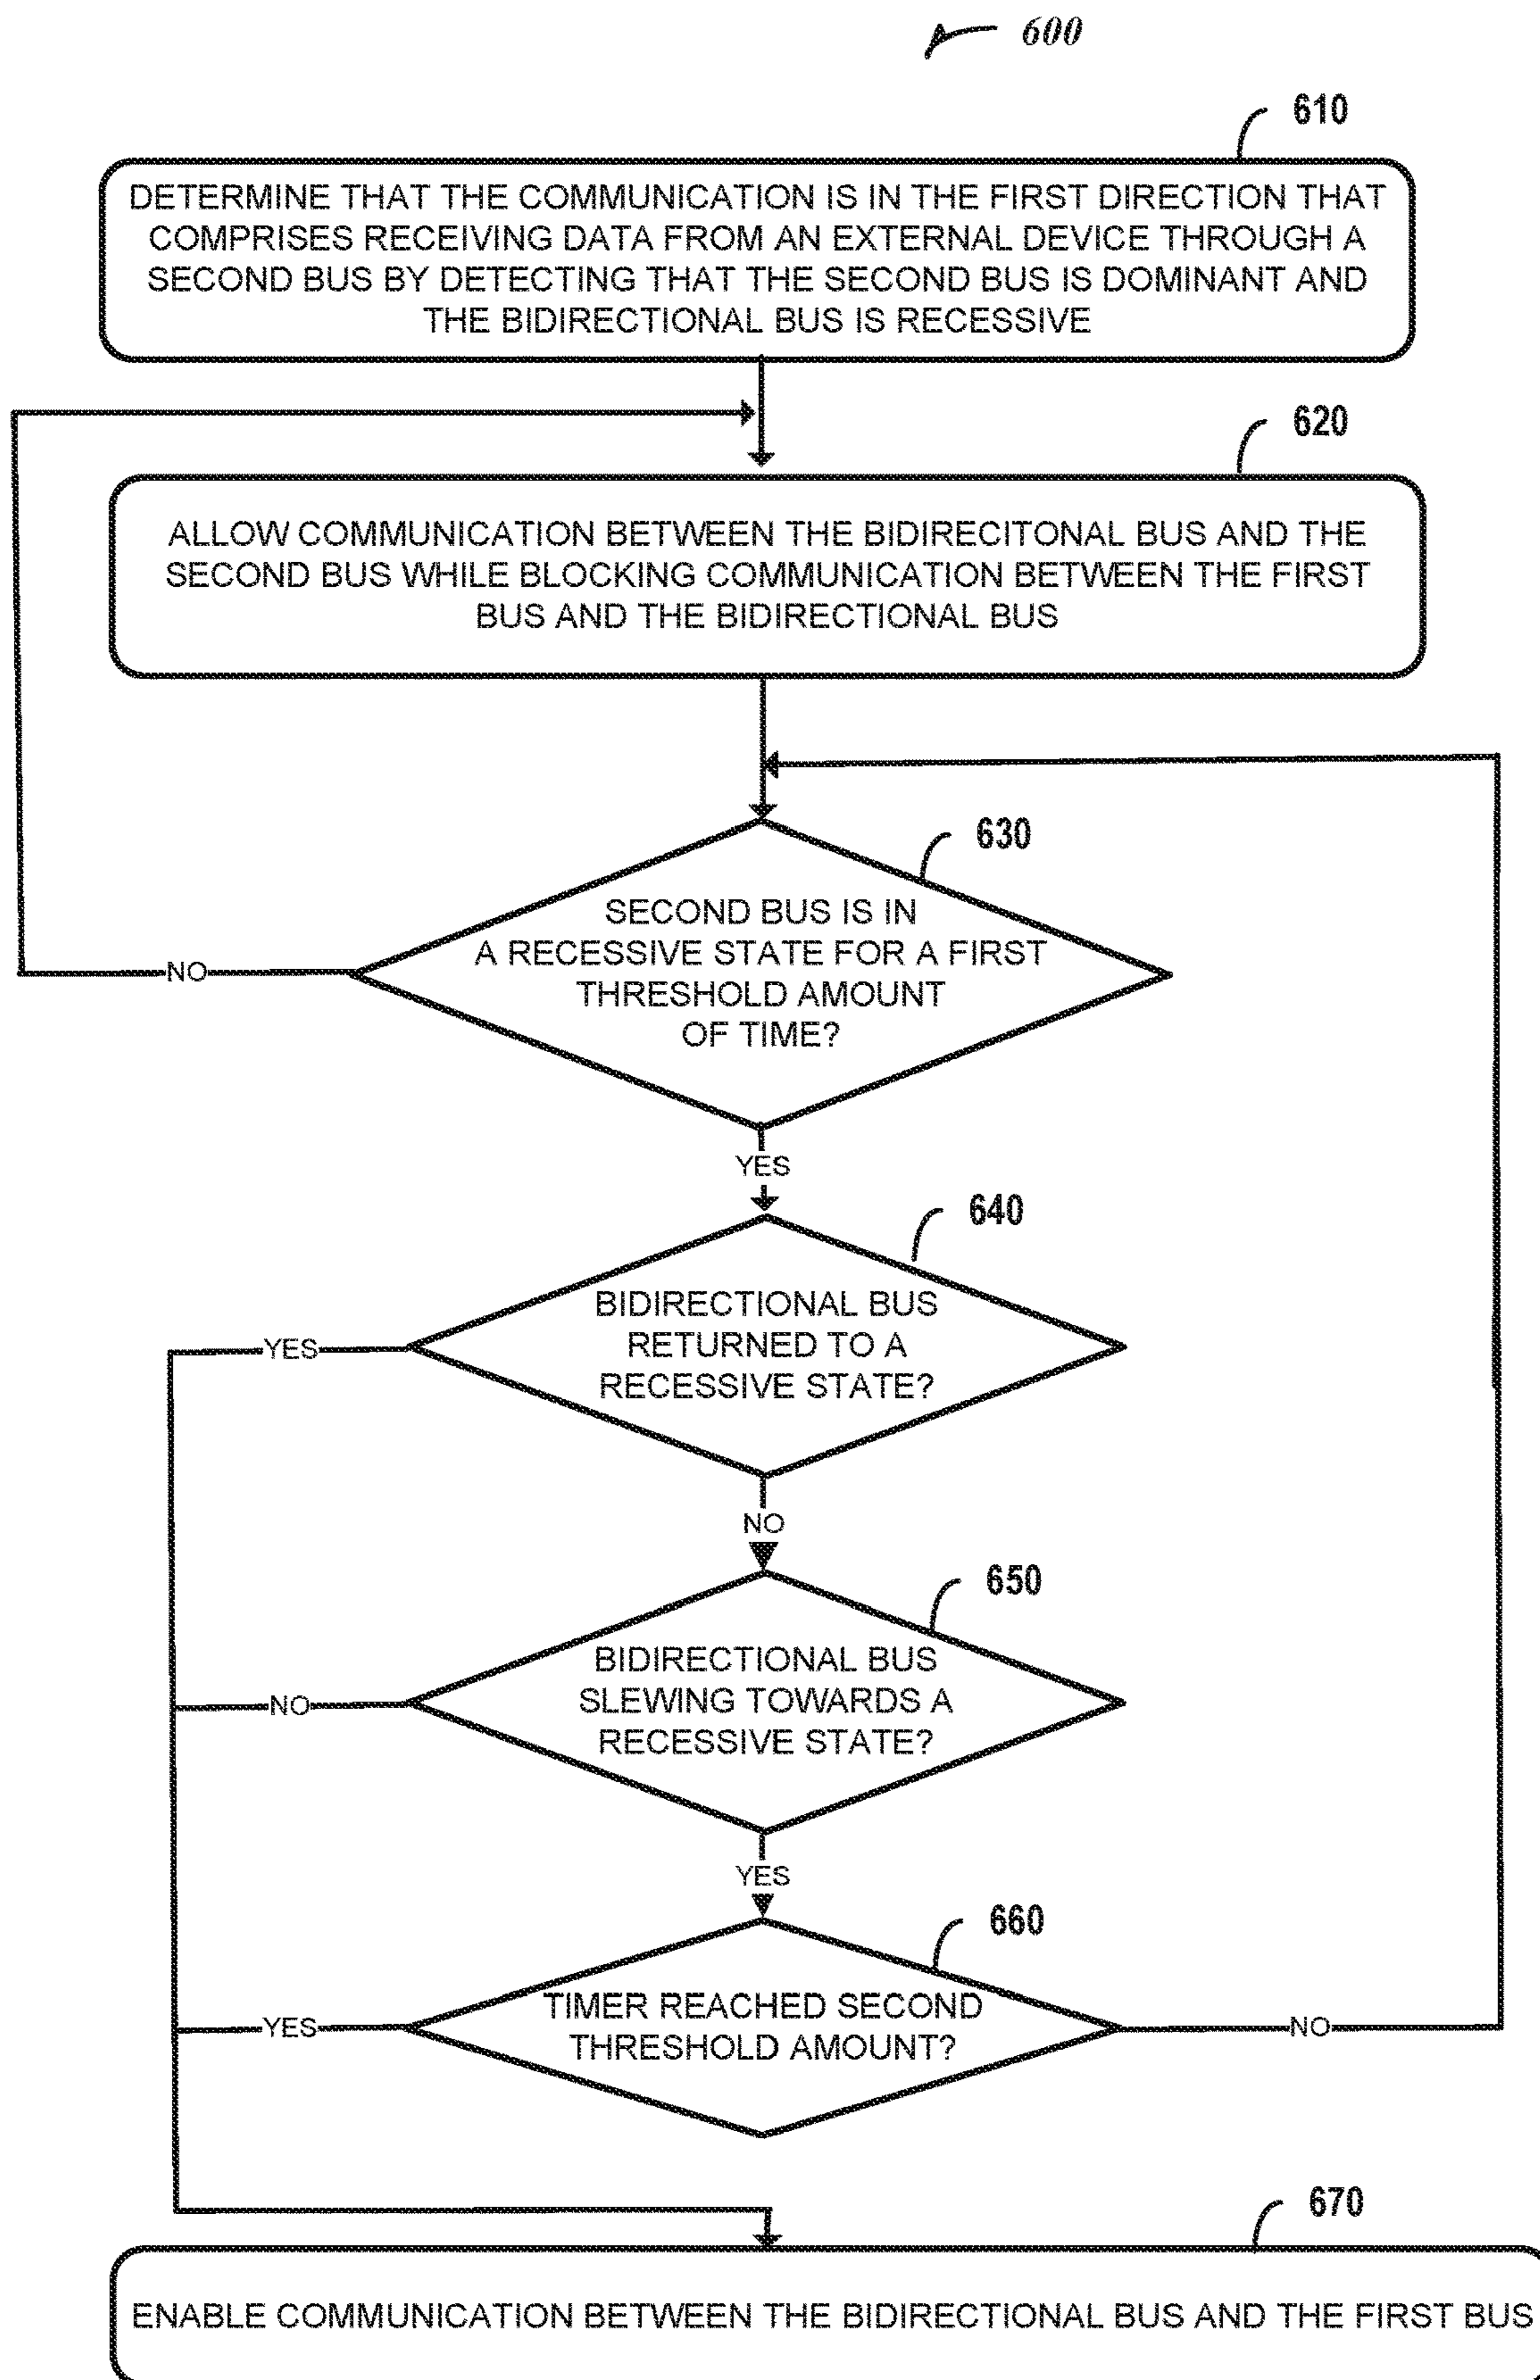 600
610
DETERMINE THAT THE COMMUNICATION IS IN THE FIRST DIRECTION THAT
COMPRISES RECEIVING DATA FROM AN EXTERNAL DEVICE THROUGH A
SECOND BUS BY DETECTING THAT THE SECOND BUS IS DOMINANT AND
THE BIDIRECTIONAL BUS IS RECESSIVE
620
ALLOW COMMUNICATION BETWEEN THE BIDIRECITONAL BUS AND THE
SECOND BUS WHILE BLOCKING COMMUNICATION BETWEEN THE FIRST
BUS AND THE BIDIRECTIONAL BUS
630
SECOND BUS IS IN
A RECESSIVE STATE FOR A FIRST
THRESHOLD AMOUNT
OF TIME?
NO
YES
640
BIDIRECTIONAL BUS
RETURNED TO A
RECESSIVE STATE?
YES
NO
650
BIDIRECTIONAL BUS
SLEWING TOWARDS A
RECESSIVE STATE?
NO
YES
660
TIMER REACHED SECOND
THRESHOLD AMOUNT?
YES
NO
670
ENABLE COMMUNICATION BETWEEN THE BIDIRECTIONAL BUS AND THE FIRST BUS